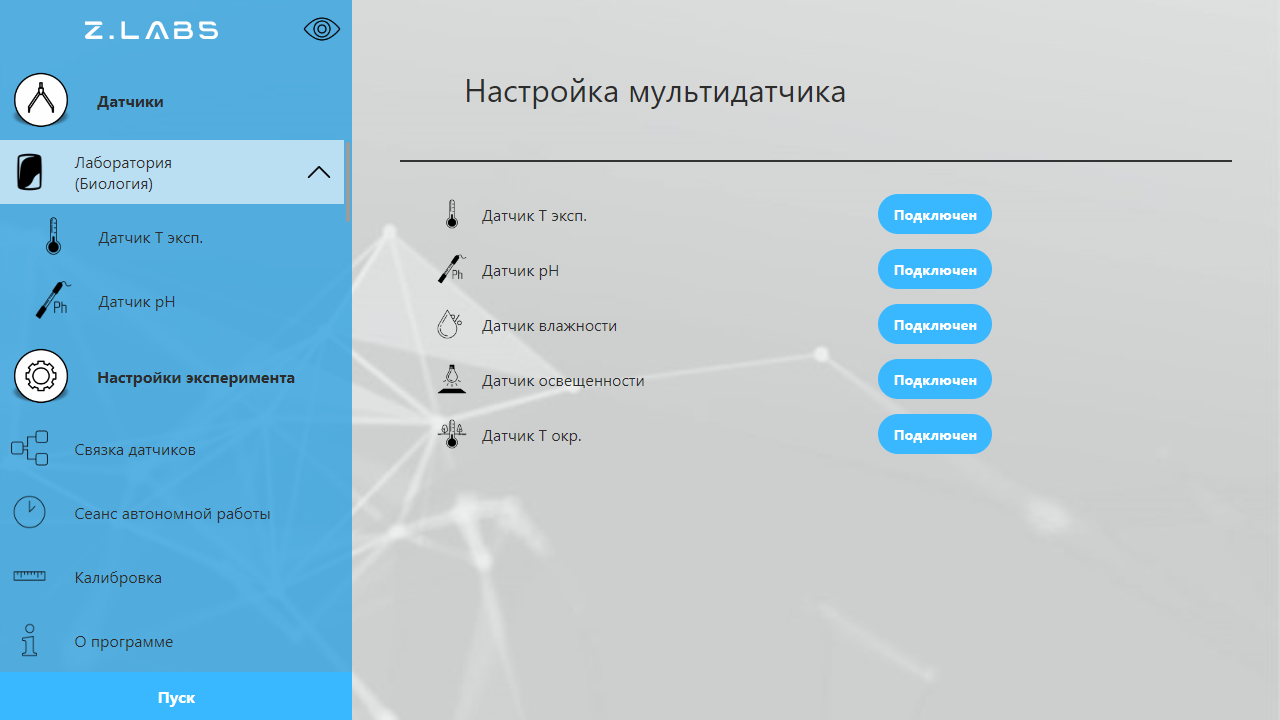 Z.LABS
Датчики
Лаборатория
(Биология)
Датчик Т эксп.
Ph
Датчик pH
Настройки эксперимента
Связка датчиков
Сеанс автономной работы
Калибровка
О программе
Пуск
Настройка мультидатчика
Датчик Т эксп.
Подключен
Ph
Датчик pH
Подключен
%
Датчик влажности
Подключен
Датчик освещенности
Подключен
Датчик Т окр.
Подключен